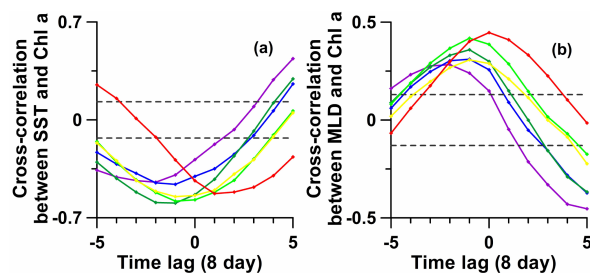 0.7
0
-0.7
Cross-correlation
between SST and Chl a
(a)
-5
0
5
Time lag (8 day)
0.5
0
-0.5
Cross-correlation
between MLD and Chl a
(b)
-5
0
5
Time lag (8 day)